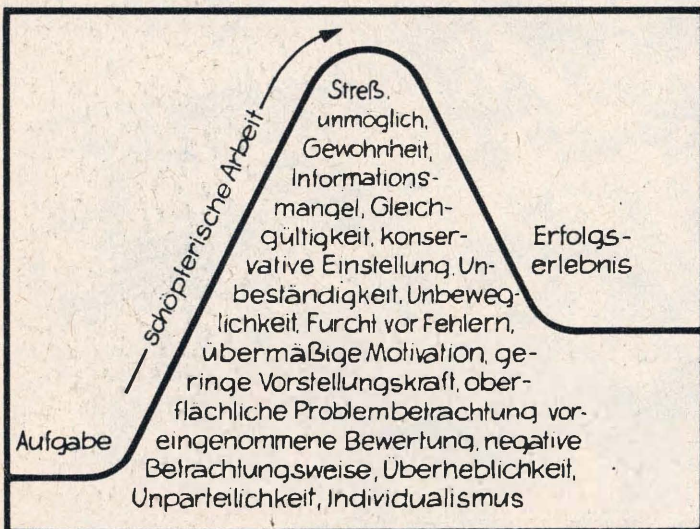 schöpferische Arbeit
Streß.
unmöglich,
Gewohnheit,
Informations-
mangel, Gleich-
gültigkeit, konser-
vative Einstellung, Un-
beständigkeit, Unbeweg-
lichkeit, Furcht vor Fehlern,
übermäßige Motivation, ge-
ringe Vorstellungskraft, ober-
flächliche Problembetrachtung vor-
eingenommene Bewertung, negative
Betrachtungsweise, Überheblichkeit,
Unparteilichkeit, Individualismus
Aufgabe
Erfolgs-
erlebnis